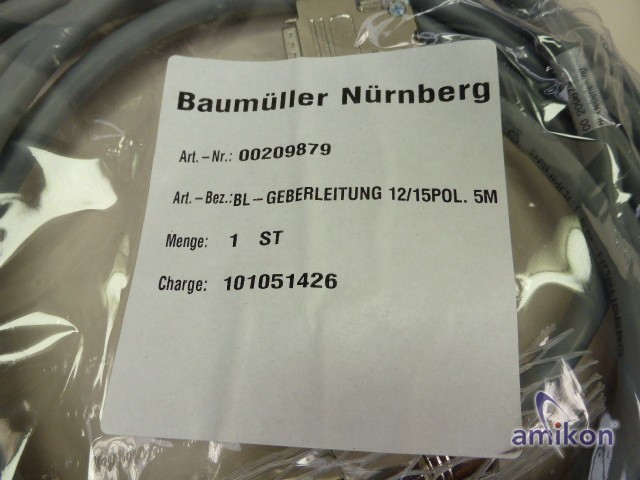 Baumüller Nürnberg
Art.-Nr.: 00209879
Art.-Bez.:BL-GEBERLEITUNG 12/15POL. 5M
Menge: 1 ST
Charge: 101051426
amikon